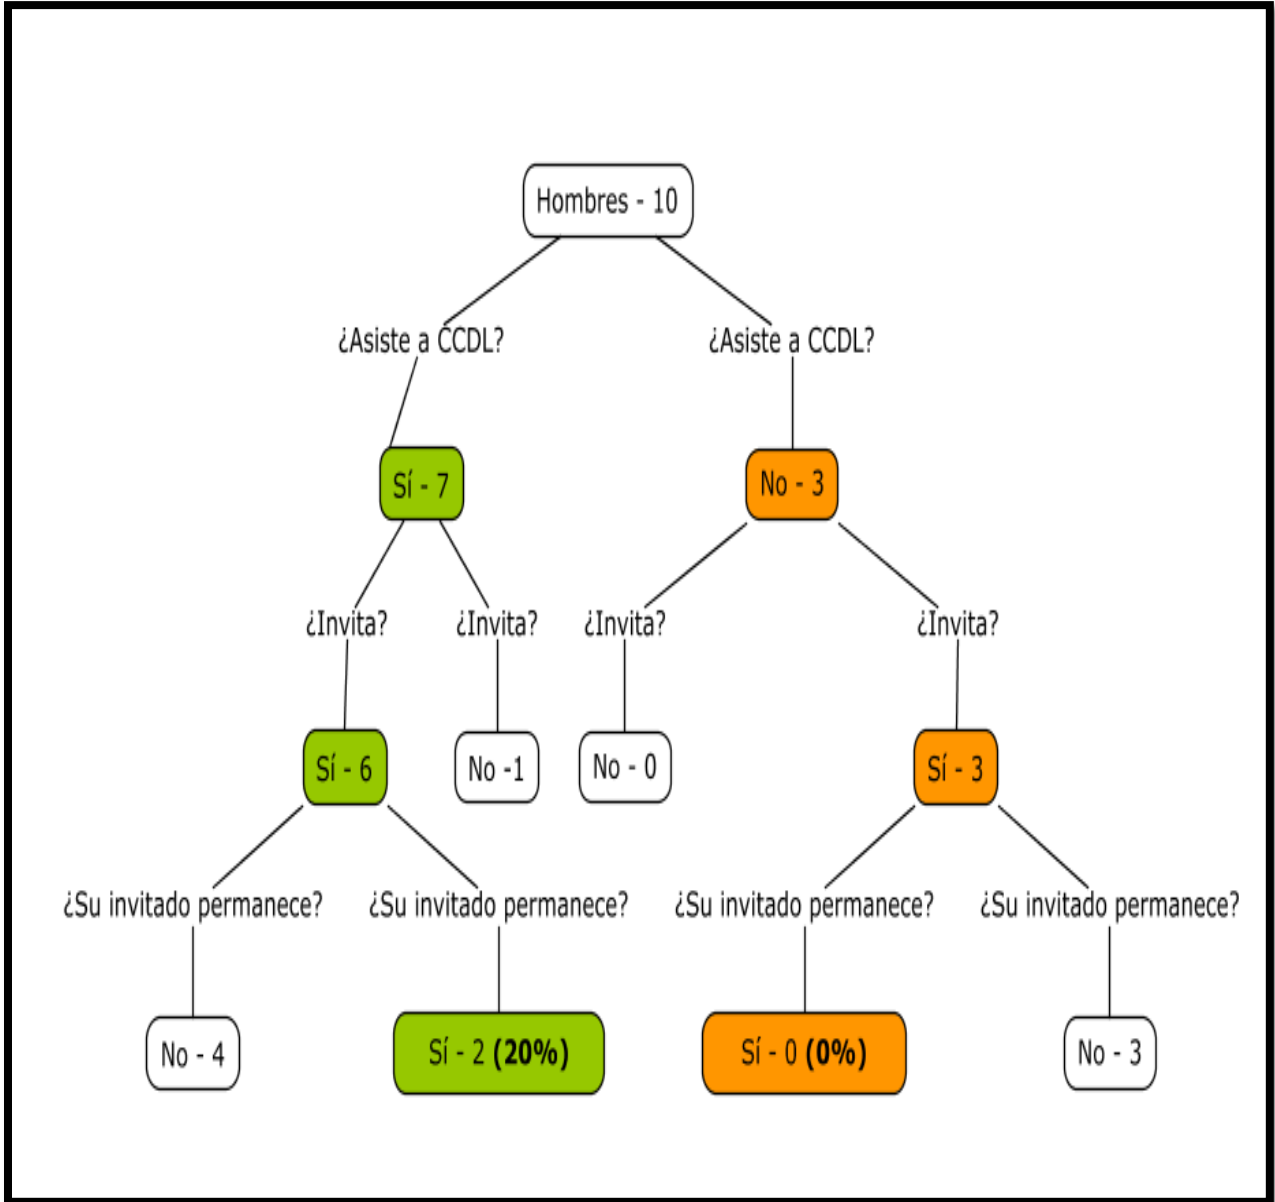 Hombres - 10
¿Asiste a CCDL?
¿Asiste a CCDL?
Sí - 7
No - 3
¿Invita?
¿Invita?
¿Invita?
¿Invita?
Sí - 6
No -1
No - 0
Sí - 3
¿Su invitado permanece?
¿Su invitado permanece?
¿Su invitado permanece?
¿Su invitado permanece?
No - 4
Sí - 2 (20%)
Sí - 0 (0%)
No - 3